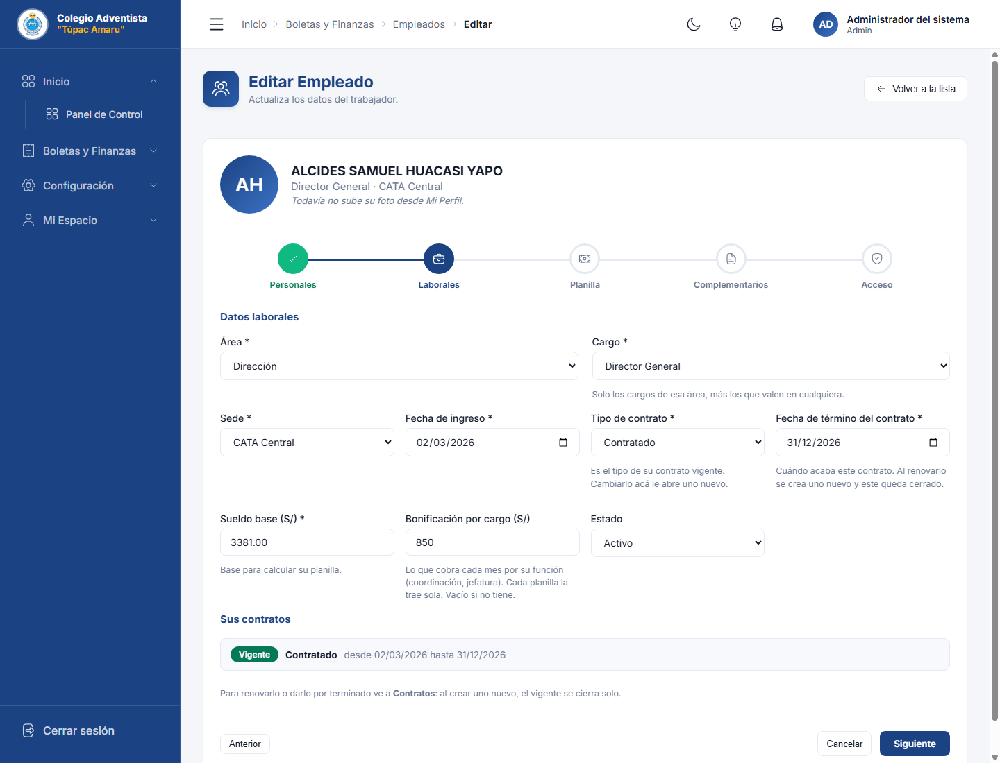 Colegio Adventista
"Túpac Amaru"
Inicio
Panel de Control
Boletas y Finanzas
Configuración
Mi Espacio
Cerrar sesión
Inicio > Boletas y Finanzas > Empleados > Editar
AD
Administrador del sistema
Admin
Editar Empleado
Actualiza los datos del trabajador.
Volver a la lista
AH
ALCIDES SAMUEL HUACASI YAPO
Director General · CATA Central
Todavía no sube su foto desde Mi Perfil.
Personales
Laborales
Planilla
Complementarios
Acceso
Datos laborales
Área *
Dirección
Cargo *
Director General
Solo los cargos de esa área, más los que valen en cualquiera.
Sede *
CATA Central
Fecha de ingreso *
02/03/2026
Tipo de contrato *
Contratado
Es el tipo de su contrato vigente.
Cambiarlo acá le abre uno nuevo.
Fecha de término del contrato *
31/12/2026
Cuándo acaba este contrato. Al renovarlo
se crea uno nuevo y este queda cerrado.
Sueldo base (S/) *
3381.00
Base para calcular su planilla.
Bonificación por cargo (S/)
850
Lo que cobra cada mes por su función
(coordinación, jefatura). Cada planilla la
trae sola. Vacío si no tiene.
Estado
Activo
Sus contratos
Vigente Contratado desde 02/03/2026 hasta 31/12/2026
Para renovarlo o darlo por terminado ve a Contratos: al crear uno nuevo, el vigente se cierra solo.
Anterior
Cancelar
Siguiente